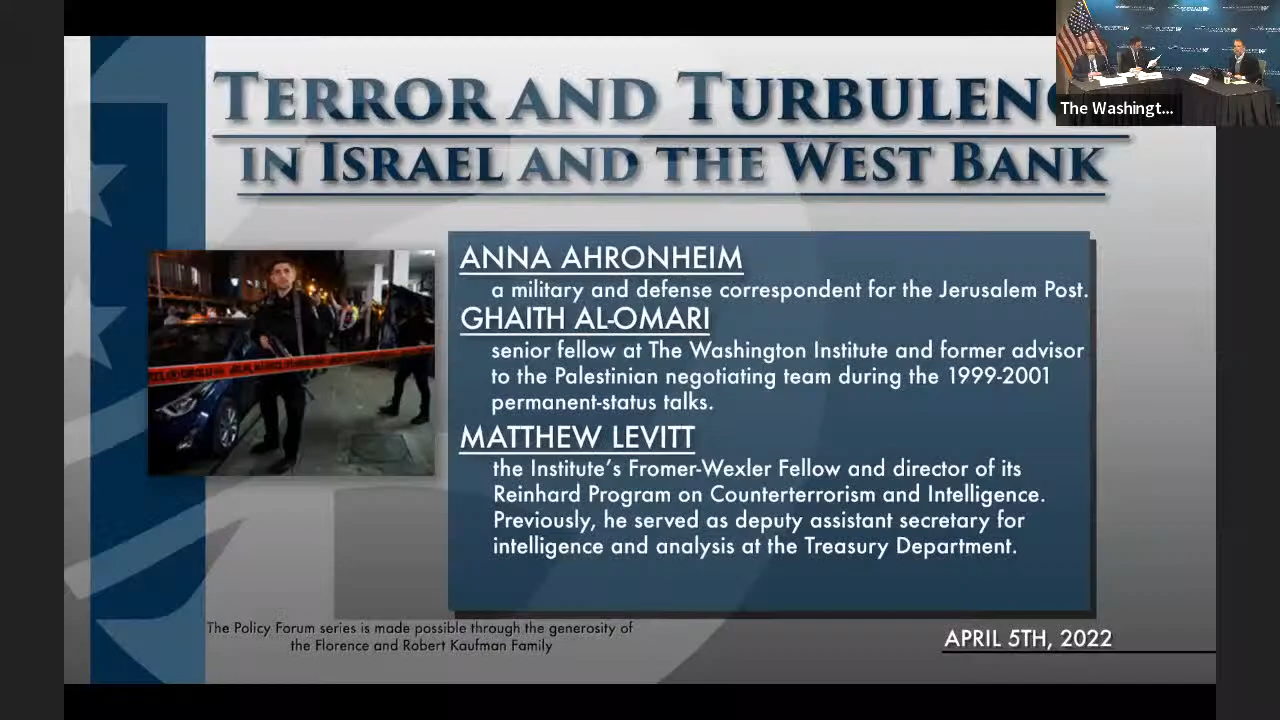 TERROR AND TURBULENC
IN ISRAEL AND THE WEST BANK
The Washingt...
ANNA AHRONHEIM
a military and defense correspondent for the Jerusalem Post.
GHAITH AL-OMARI
senior fellow at The Washington Institute and former advisor
to the Palestinian negotiating team during the 1999-2001
permanent-status talks.
MATTHEW LEVITT
the Institute's Fromer-Wexler Fellow and director of its
Reinhard Program on Counterterrorism and Intelligence.
Previously, he served as deputy assistant secretary for
intelligence and analysis at the Treasury Department.
The Policy Forum series is made possible through the generosity of
the Florence and Robert Kaufman Family
APRIL 5TH, 2022